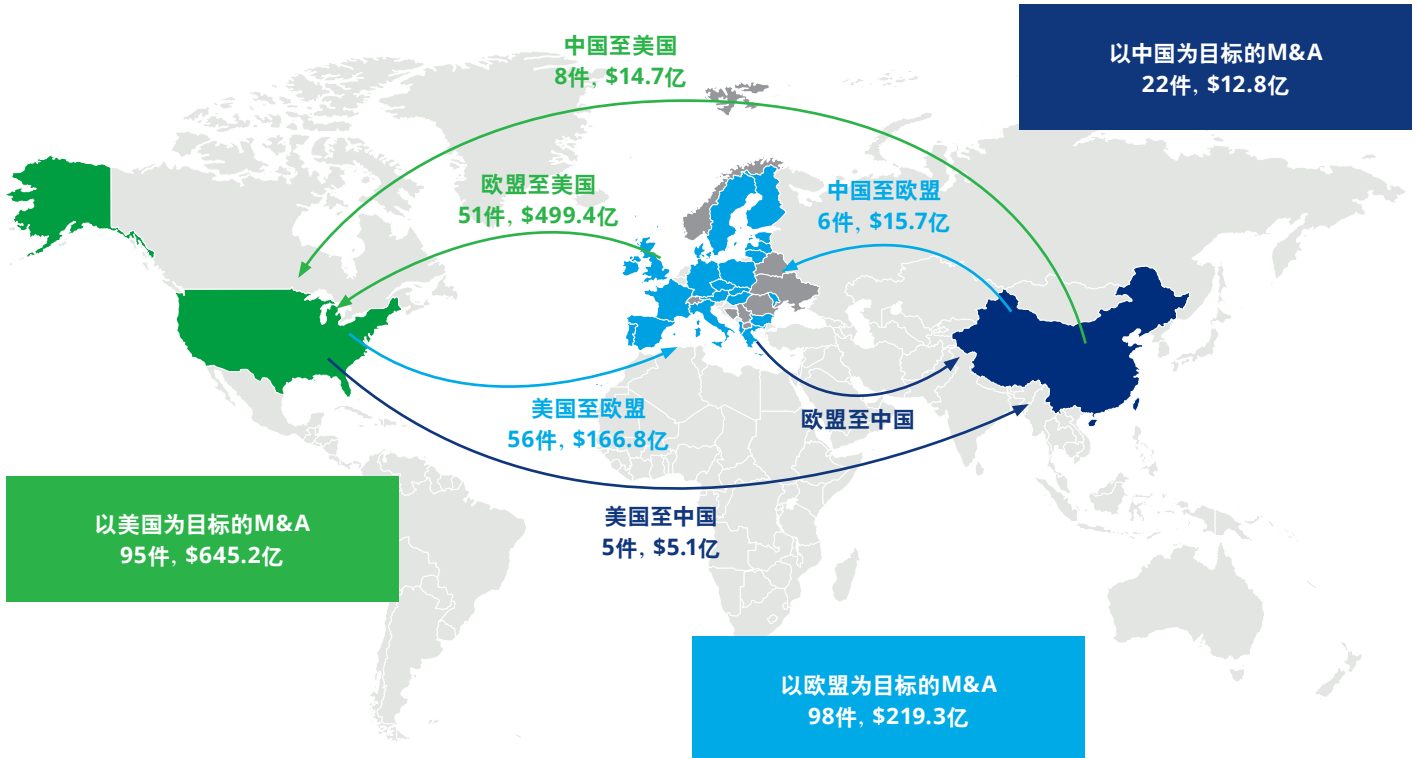 中国至美国
8件, $14.7亿
以中国为目标的M&A
22件, $12.8亿
欧盟至美国
51件, $499.4亿
中国至欧盟
6件, $15.7亿
美国至欧盟
56件, $166.8亿
欧盟至中国
以美国为目标的M&A
95件, $645.2亿
美国至中国
5件, $5.1亿
以欧盟为目标的M&A
98件, $219.3亿